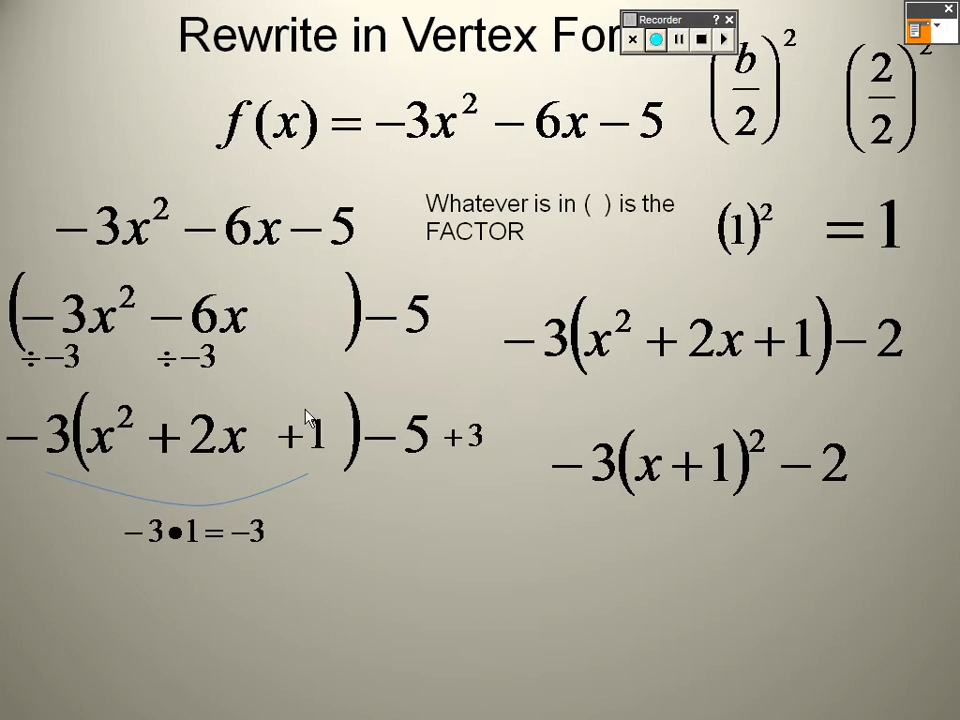 Rewrite in Vertex For
Recorder
? ×
f(x) = −3x² − 6x − 5
(b/2)²
(2/2)²
−3x² − 6x − 5
Whatever is in ( ) is the
FACTOR
(1)² = 1
(−3x² − 6x ) − 5
÷ −3 ÷ −3
−3(x² + 2x + 1) − 2
−3(x² + 2x +1 ) − 5 + 3
−3(x + 1)² − 2
−3•1 = −3